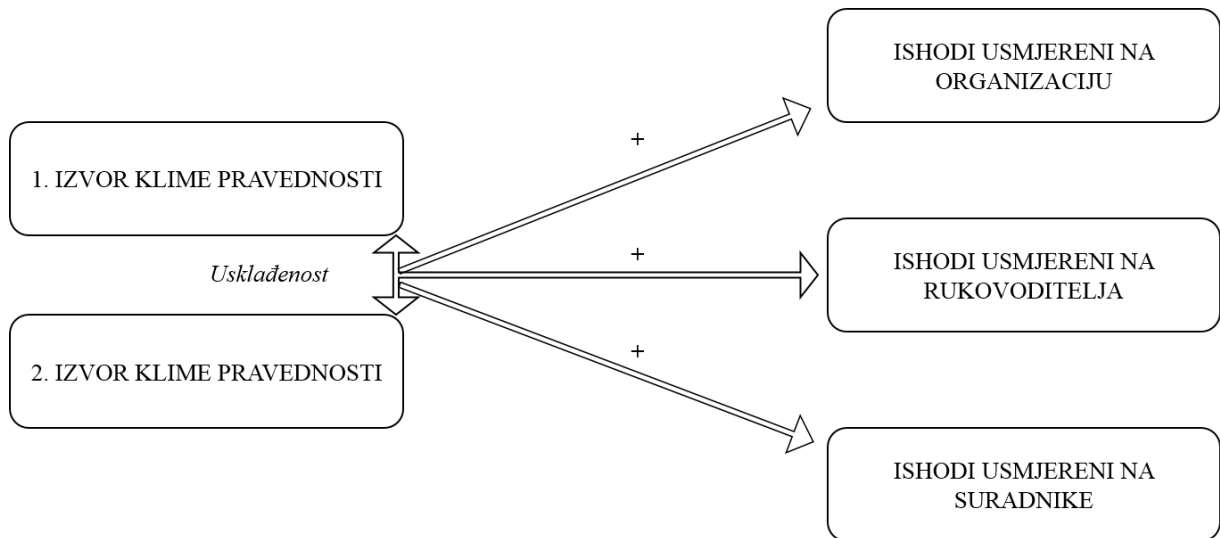 ISHODI USMJERENI NA
ORGANIZACIJU
+
1. IZVOR KLIME PRAVEDNOSTI
Usklađenost
+
ISHODI USMJERENI NA
RUKOVODITELJA
+
2. IZVOR KLIME PRAVEDNOSTI
ISHODI USMJERENI NA
SURADNIKE